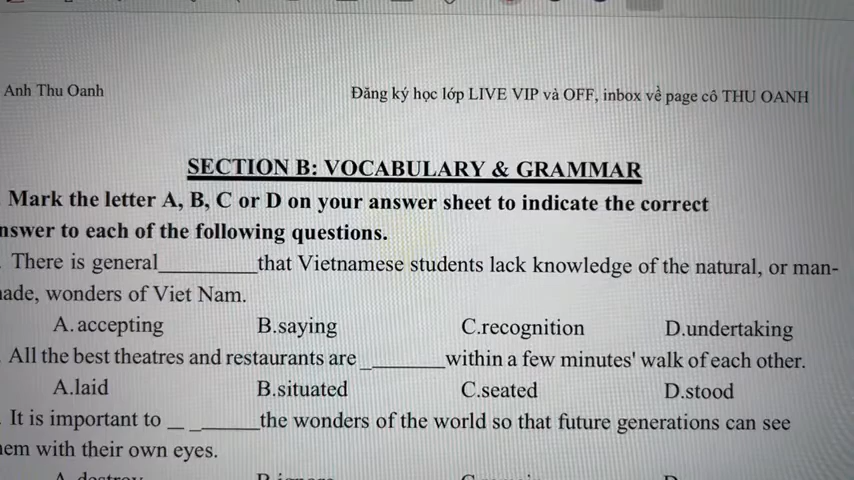 Anh Thu Oanh
Đăng ký học lớp LIVE VIP và OFF, inbox về page cô THU OANH
SECTION B: VOCABULARY & GRAMMAR
Mark the letter A, B, C or D on your answer sheet to indicate the correct
nswer to each of the following questions.
. There is general_________that Vietnamese students lack knowledge of the natural, or man-
ade, wonders of Viet Nam.
A. accepting B.saying C.recognition D.undertaking
. All the best theatres and restaurants are _______within a few minutes' walk of each other.
A.laid B.situated C.seated D.stood
. It is important to __ ______the wonders of the world so that future generations can see
em with their own eyes.
A. destroy